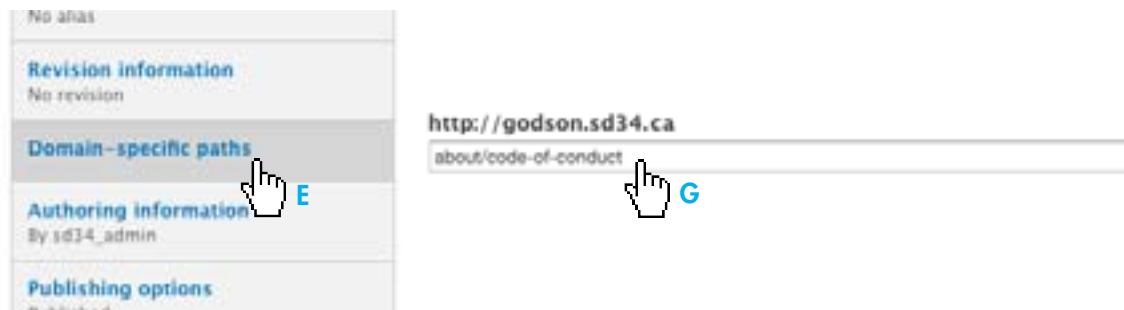 No alias
Revision information
No revision
Domain-specific paths
E
Authoring information
By sd34_admin
Publishing options
Published
http://godson.sd34.ca
about/code-of-conduct
G